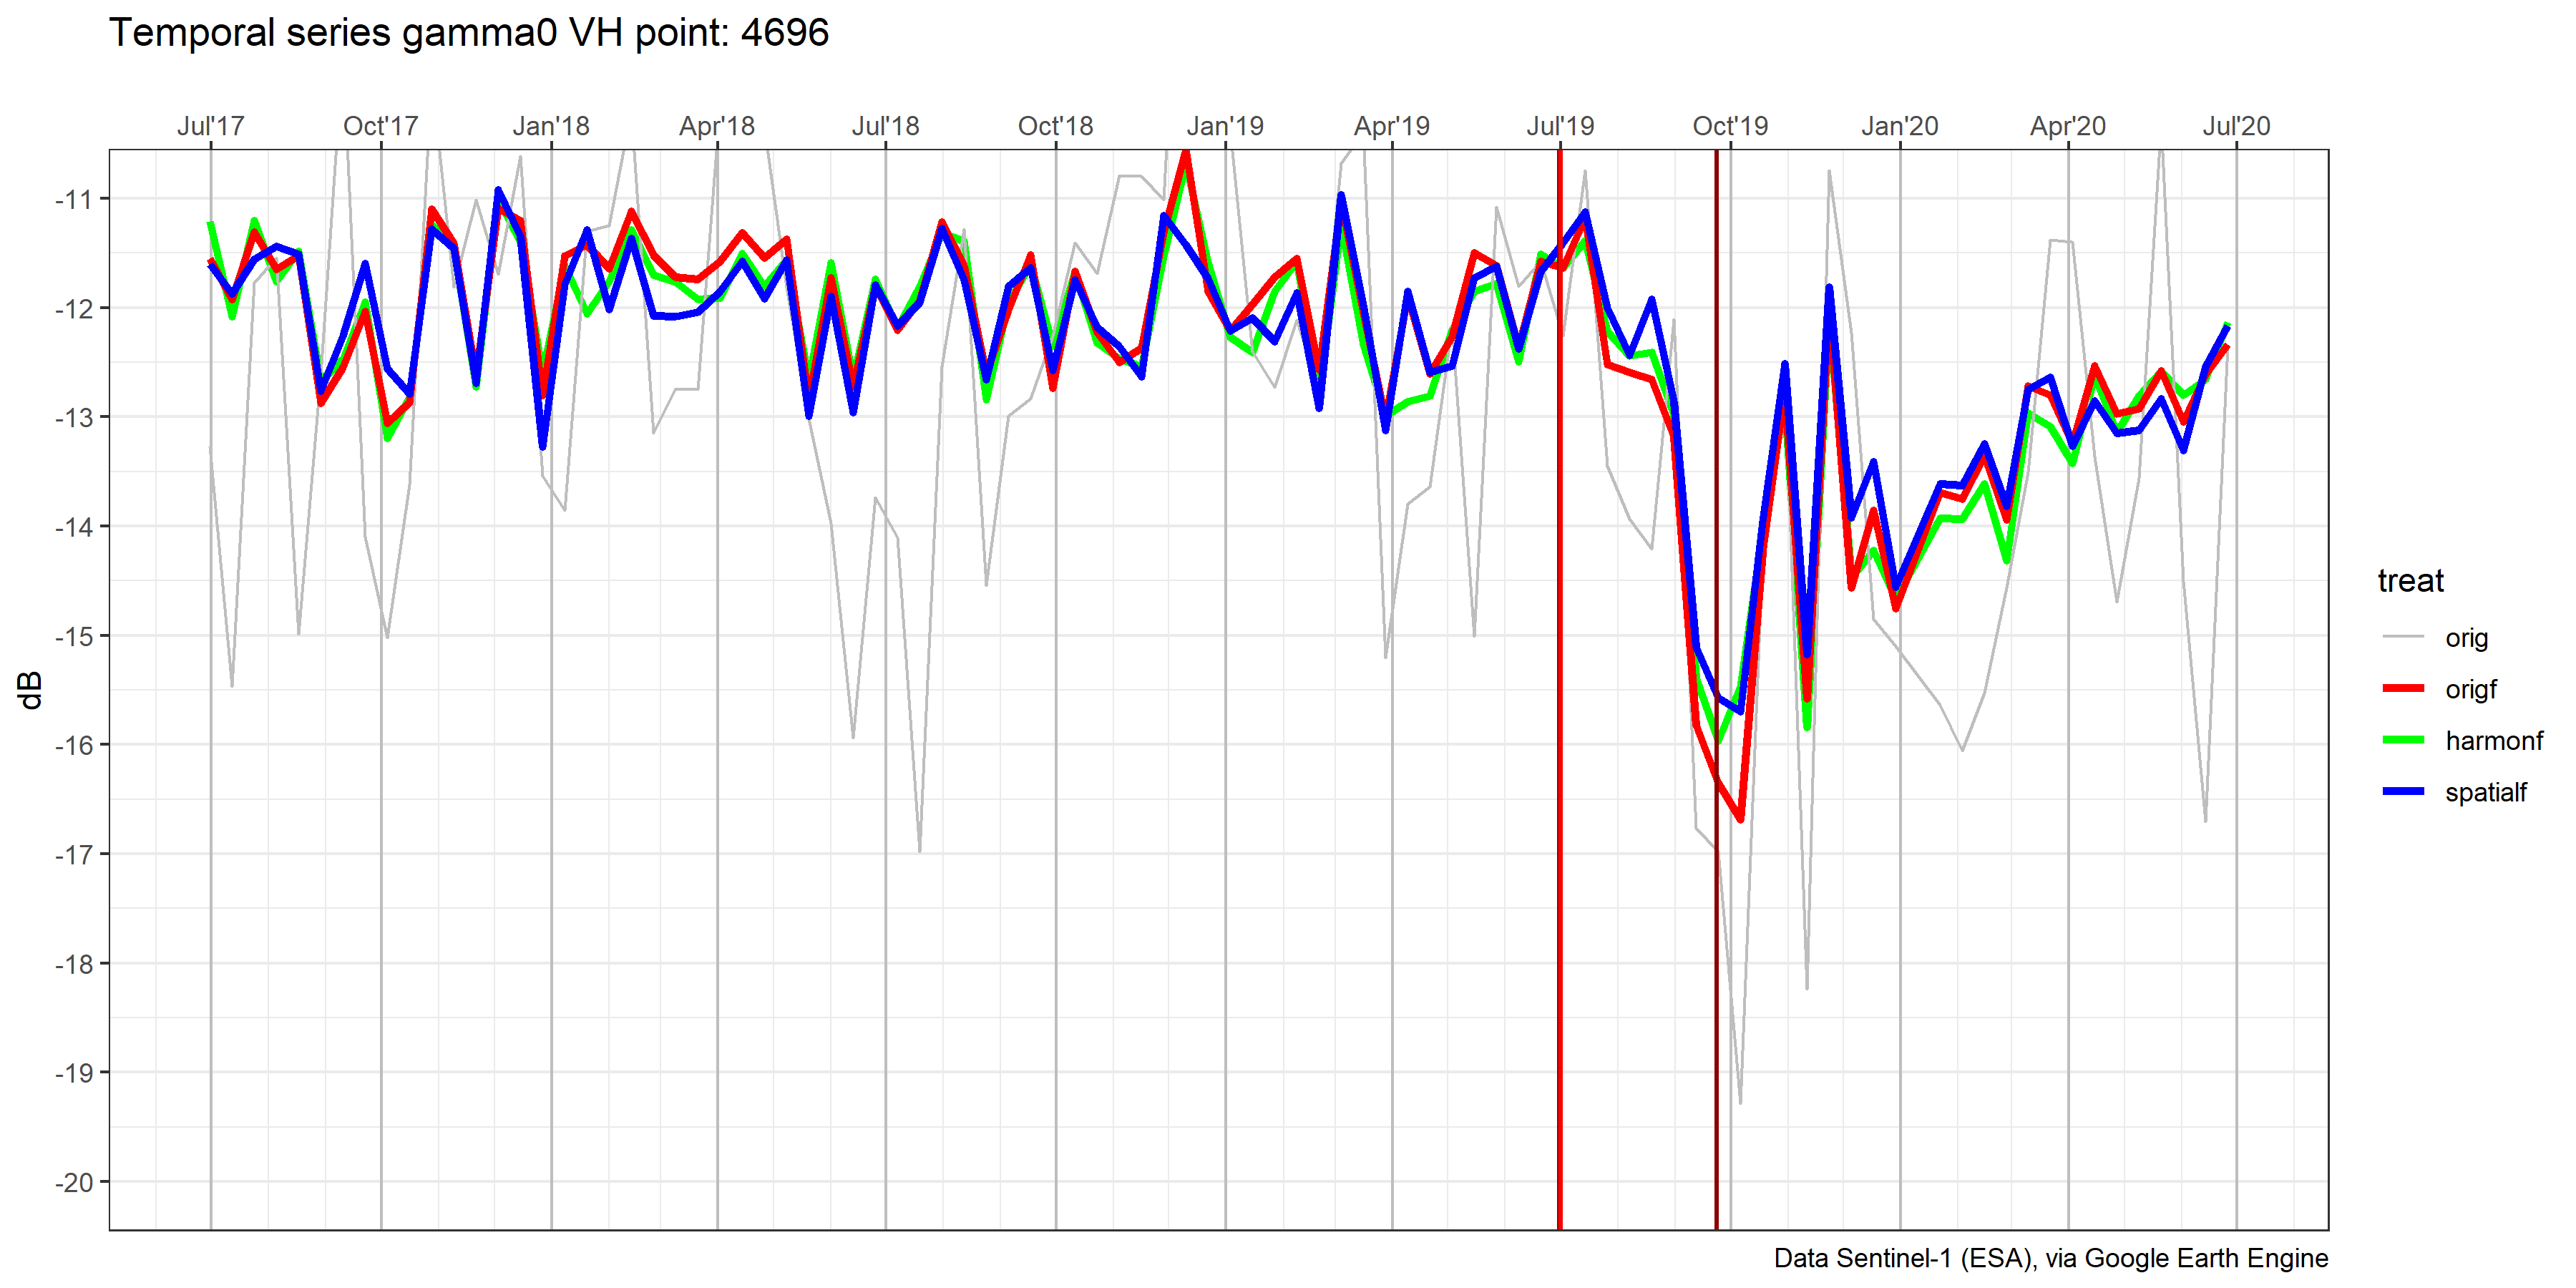 Temporal series gamma0 VH point: 4696
Jul'17 Oct'17 Jan'18 Apr'18 Jul'18 Oct'18 Jan'19 Apr'19 Jul'19 Oct'19 Jan'20 Apr'20 Jul'20
-11
-12
-13
-14
-15
-16
-17
-18
-19
-20
dB
treat
orig
origf
harmonf
spatialf
Data Sentinel-1 (ESA), via Google Earth Engine